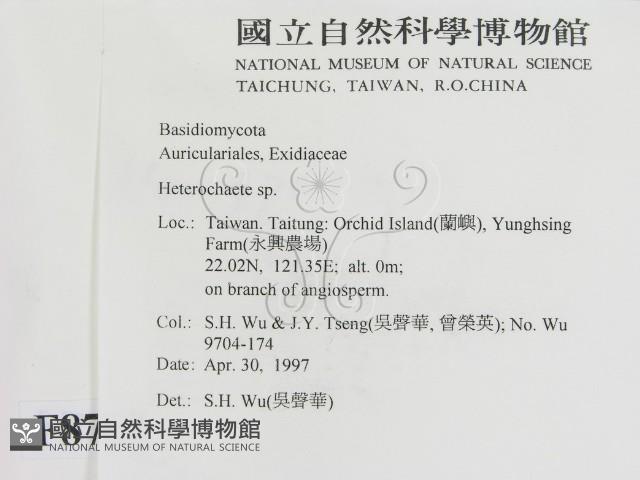 國立自然科學博物館
NATIONAL MUSEUM OF NATURAL SCIENCE
TAICHUNG, TAIWAN, R.O.CHINA
Basidiomycota
Auriculariales, Exidiaceae
Heterochaete sp.
Loc.: Taiwan. Taitung: Orchid Island(蘭嶼), Yunghsing
Farm(永興農場)
22.02N, 121.35E; alt. 0m;
on branch of angiosperm.
Col.: S.H. Wu & J.Y. Tseng(吳聲華, 曾榮英); No. Wu
9704-174
Date: Apr. 30, 1997
Det.: S.H. Wu(吳聲華)
F87
國立自然科學博物館
NATIONAL MUSEUM OF NATURAL SCIENCE